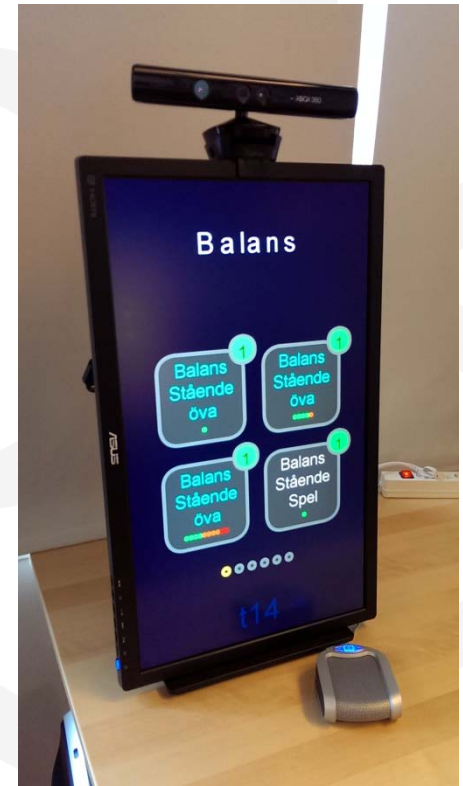 XBOX 360
HDMI
Balans
1
Balans
Stående
öva
1
Balans
Stående
öva
1
Balans
Stående
öva
1
Balans
Stående
Spel
t14
ASUS